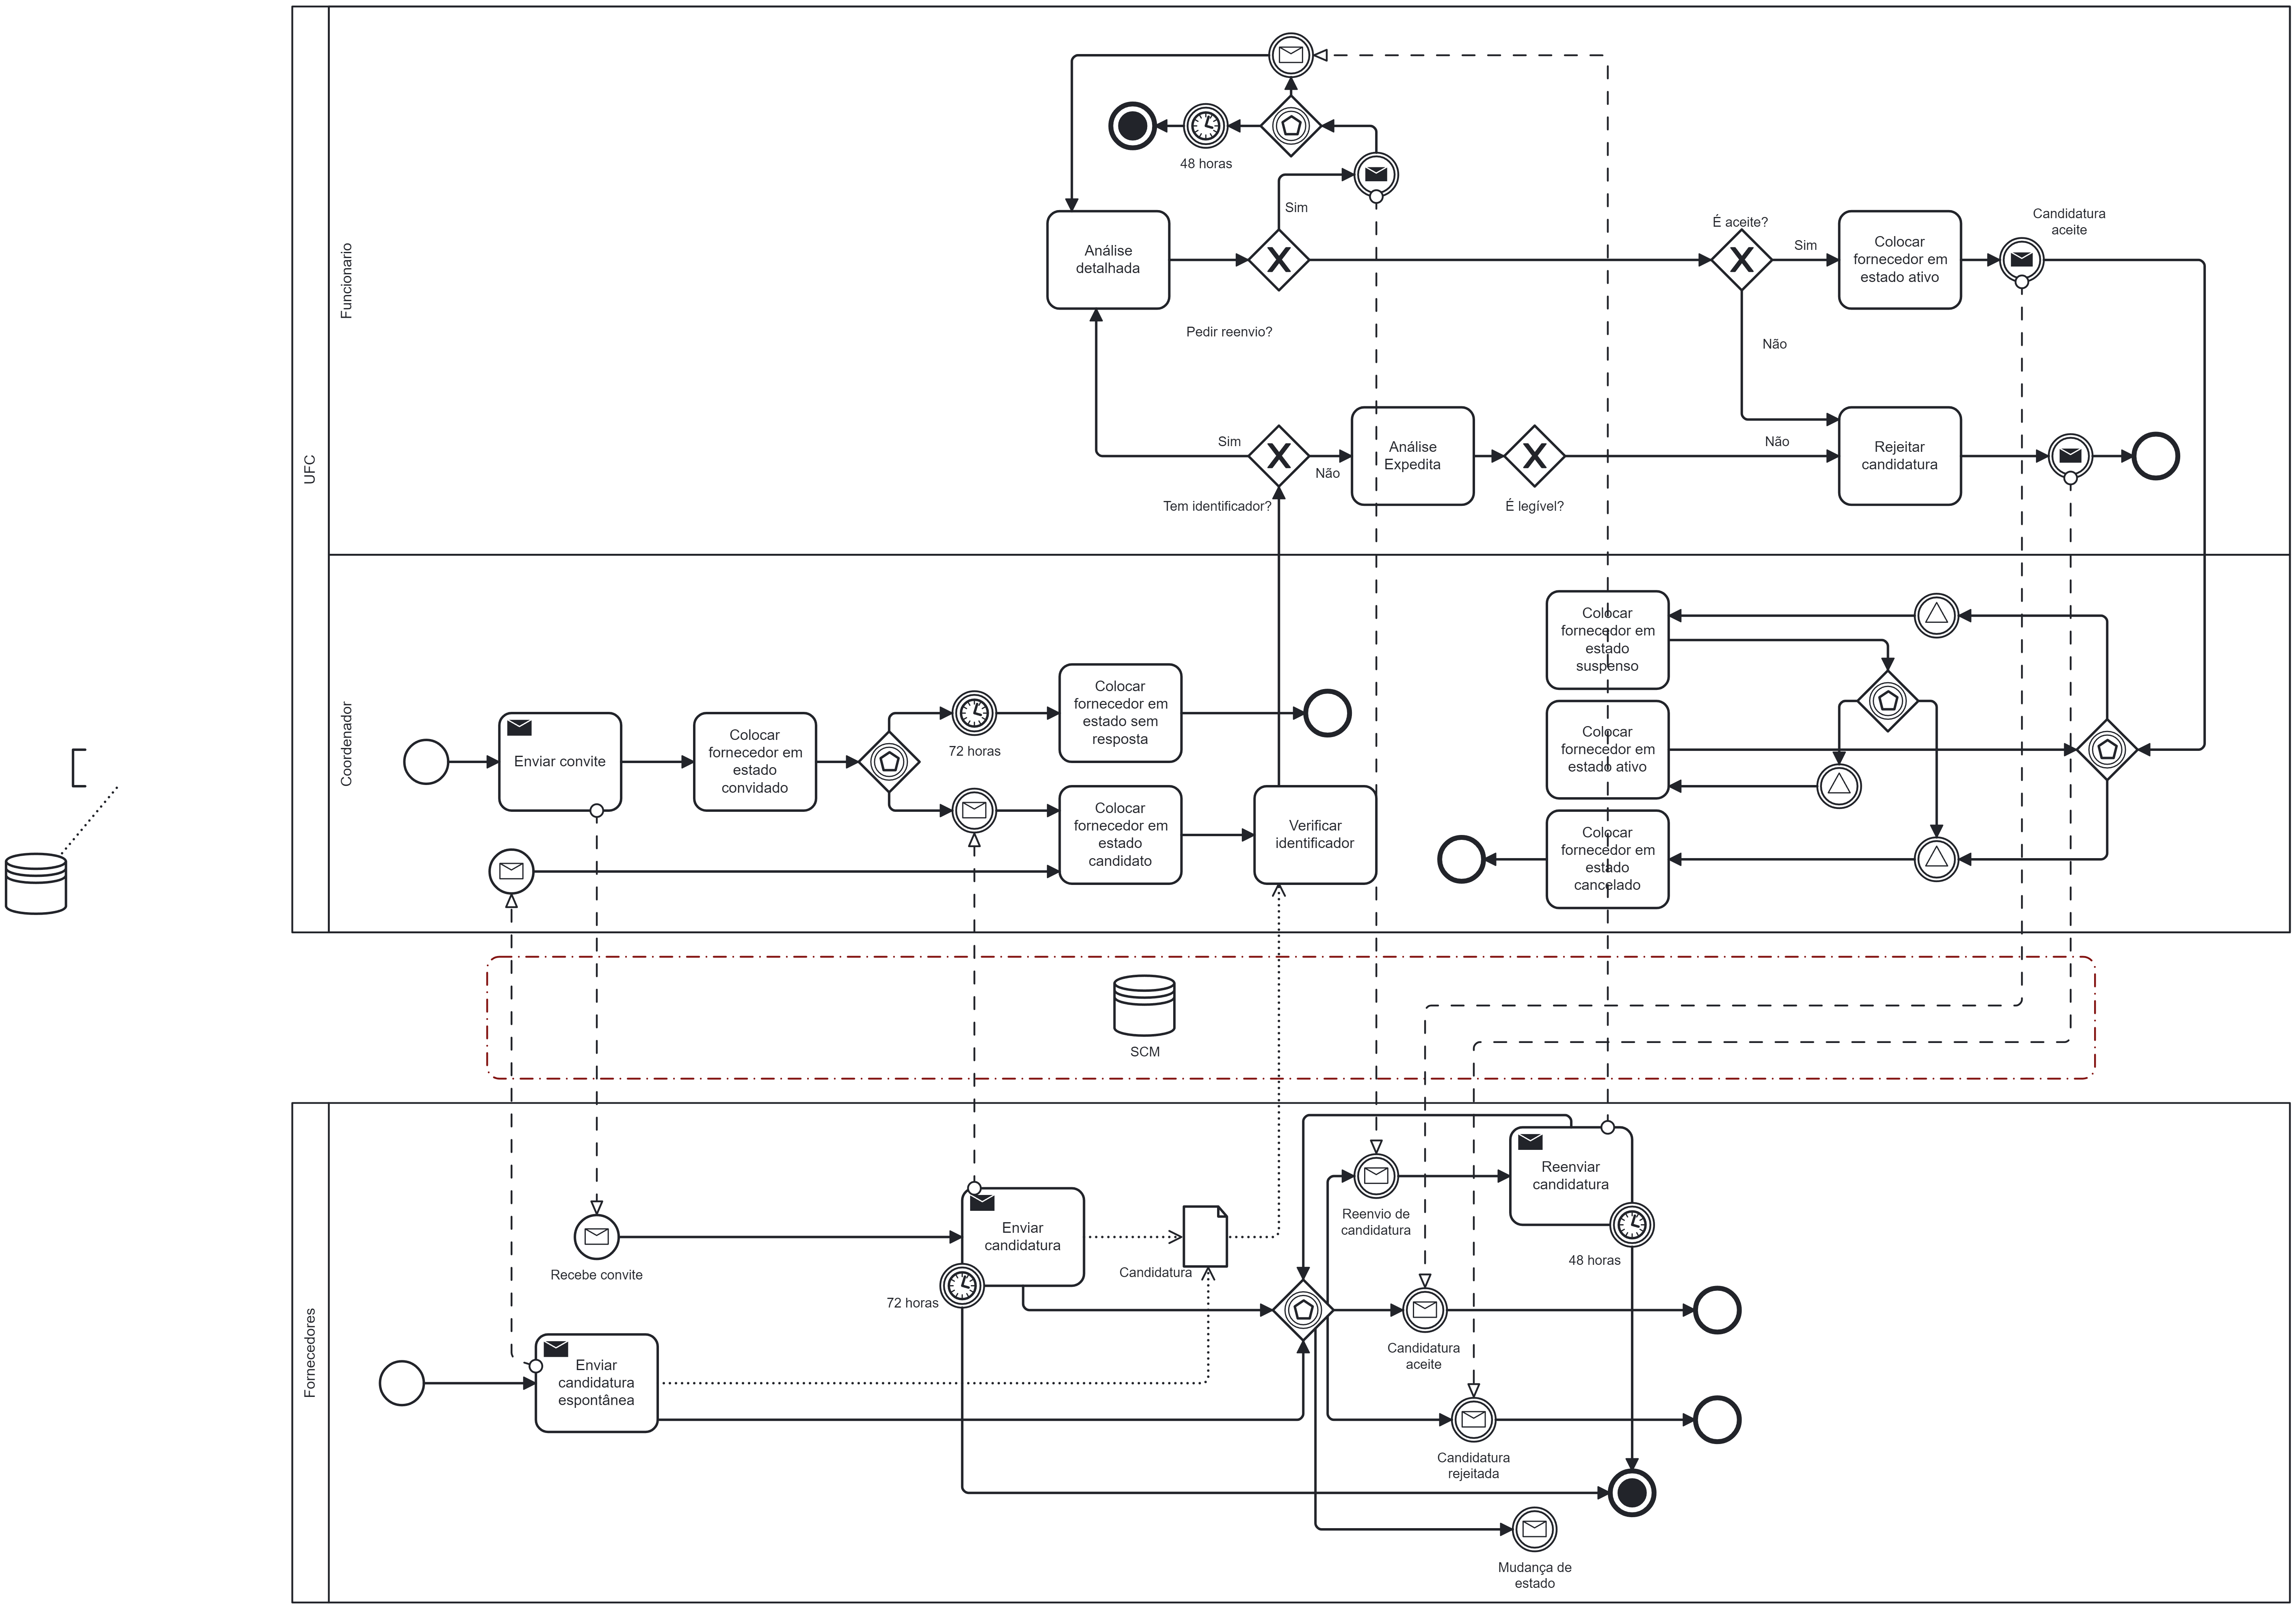 UFC
Funcionario
48 horas
Sim
Análise
detalhada
Pedir reenvio?
É aceite?
Sim
Colocar
fornecedor em
estado ativo
Candidatura
aceite
Não
Sim
Não
Tem identificador?
Análise
Expedita
É legível?
Não
Rejeitar
candidatura
Coordenador
Enviar convite
Colocar
fornecedor em
estado
convidado
72 horas
Colocar
fornecedor em
estado sem
resposta
Colocar
fornecedor em
estado
candidato
Verificar
identificador
Colocar
fornecedor em
estado
suspenso
Colocar
fornecedor em
estado ativo
Colocar
fornecedor em
estado
cancelado
SCM
Fornecedores
Recebe convite
Enviar
candidatura
72 horas
Candidatura
Enviar
candidatura
espontânea
Reenvio de
candidatura
Reenviar
candidatura
48 horas
Candidatura
aceite
Candidatura
rejeitada
Mudança de
estado